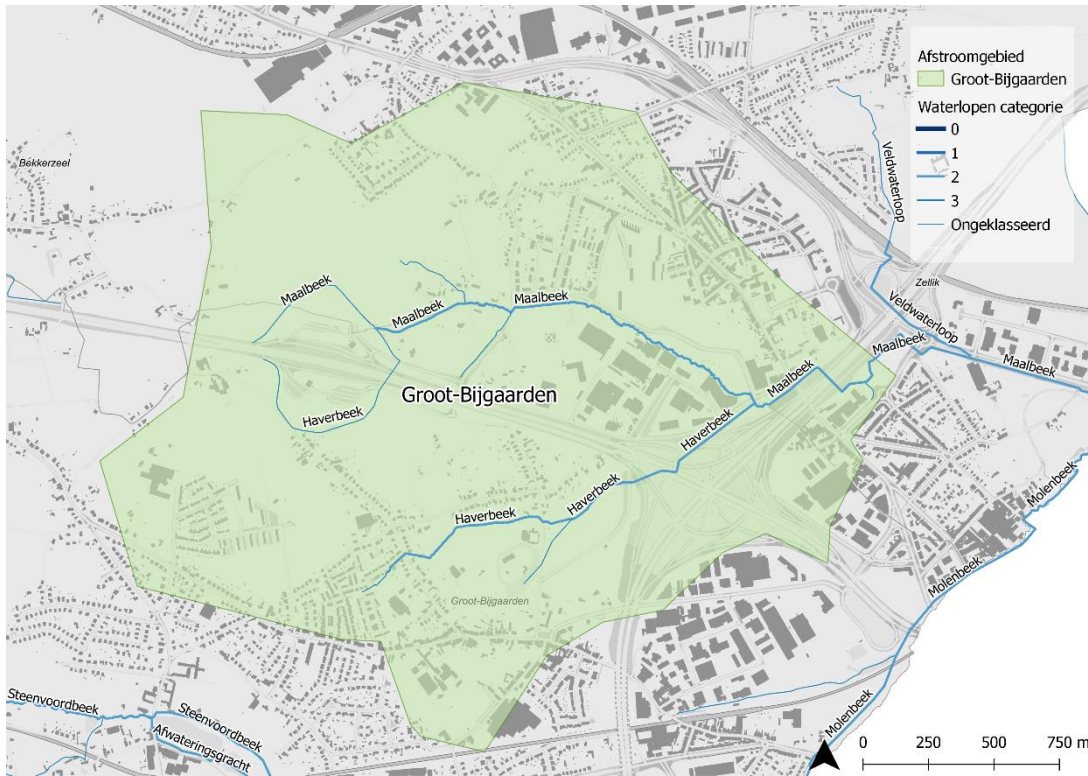 Afstroomgebied
Groot-Bijgaarden
Waterlopen categorie
0
1
2
3
Ongeklasseerd
Bekkerzeel
Veldwaterloop
Zellik
Veldwaterloop
Maalbeek
Maalbeek
Maalbeek
Maalbeek
Maalbeek
Maalbeek
Groot-Bijgaarden
Haverbeek
Haverbeek
Haverbeek
Haverbeek
Molenbeek
Molenbeek
Molenbeek
Groot-Bijgaarden
Steenvoordbeek
Steenvoordbeek
Afwateringsgracht
0 250 500 750 m